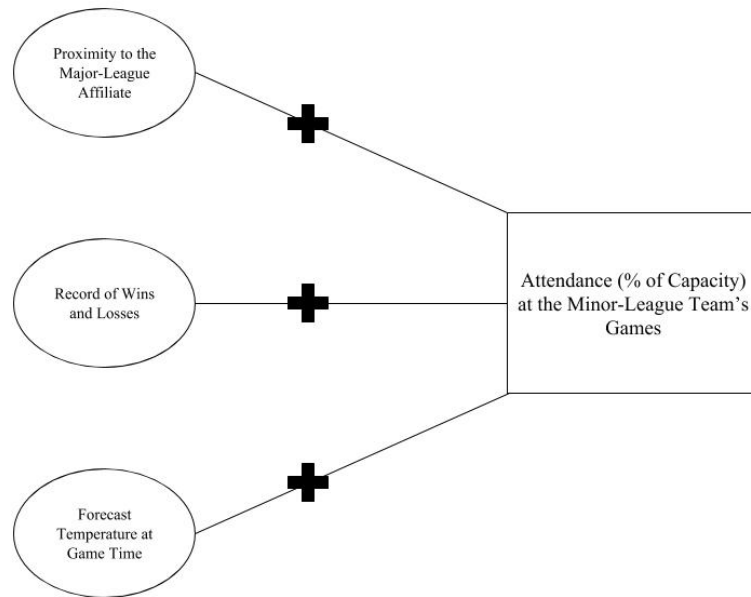 Proximity to the
Major-League
Affiliate
Record of Wins
and Losses
Attendance (% of Capacity)
at the Minor-League Team’s
Games
Forecast
Temperature at
Game Time